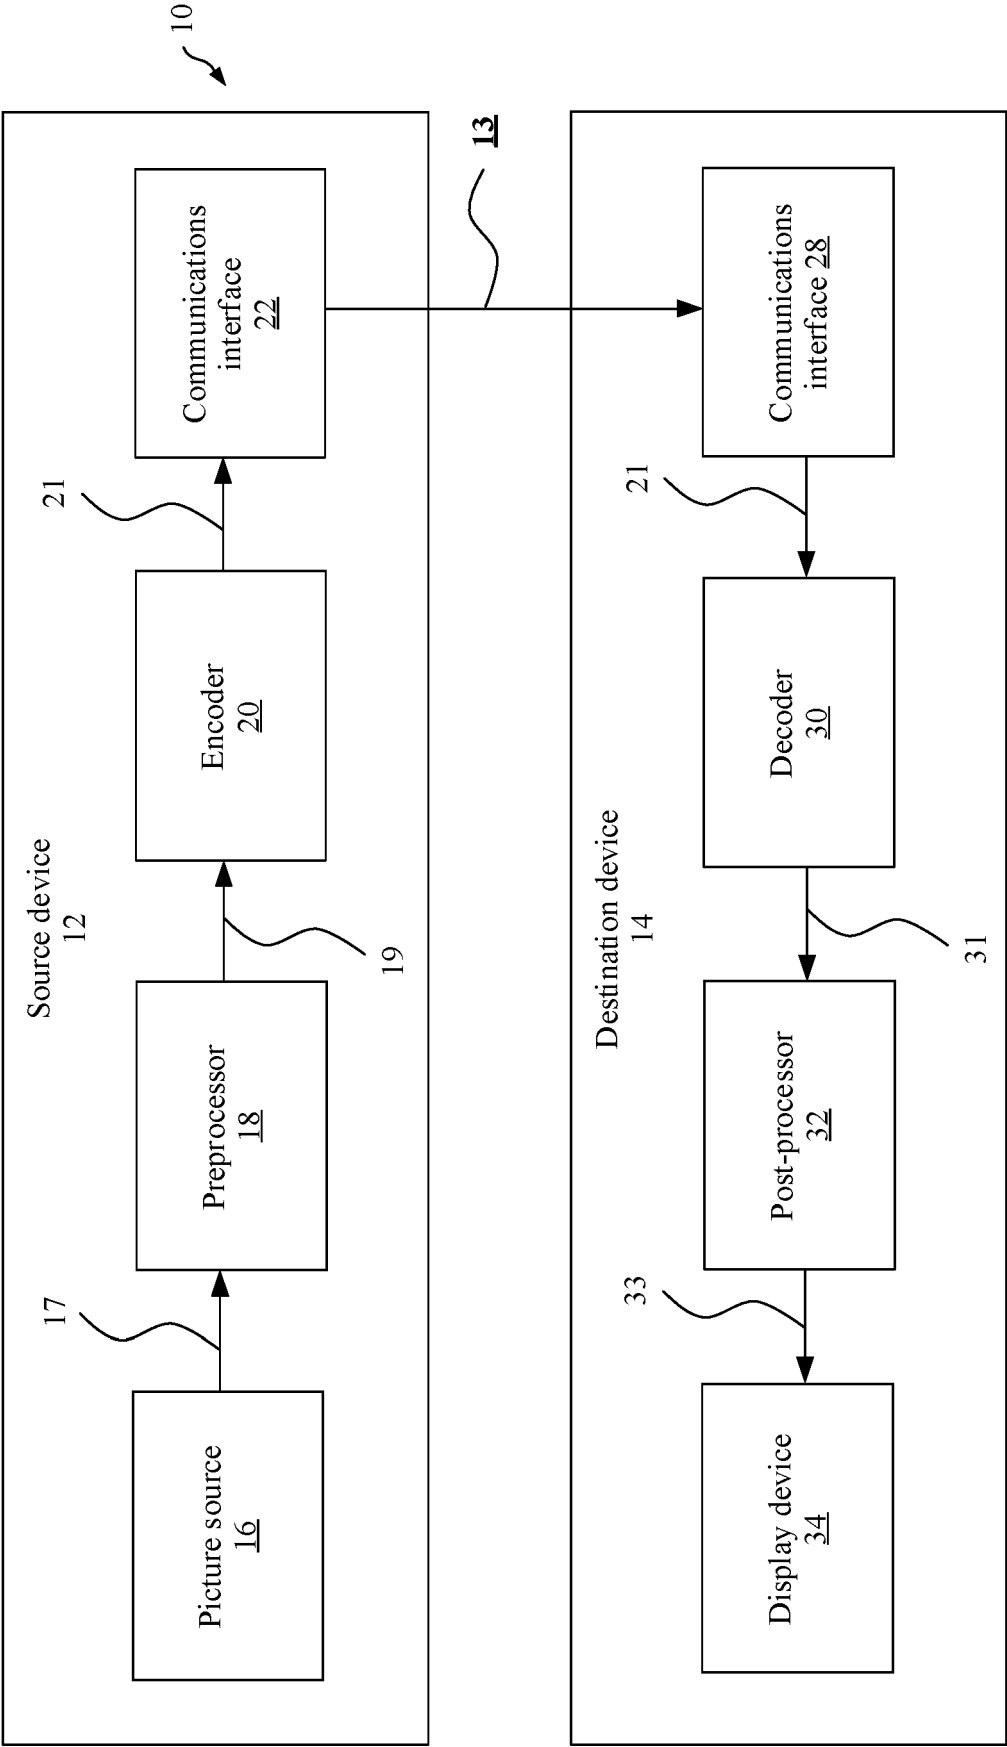 10
Source device
12
Picture source
16
17
Preprocessor
18
19
Encoder
20
21
Communications
interface
22
13
Destination device
14
Display device
34
33
Post-processor
32
31
Decoder
30
21
Communications
interface 28